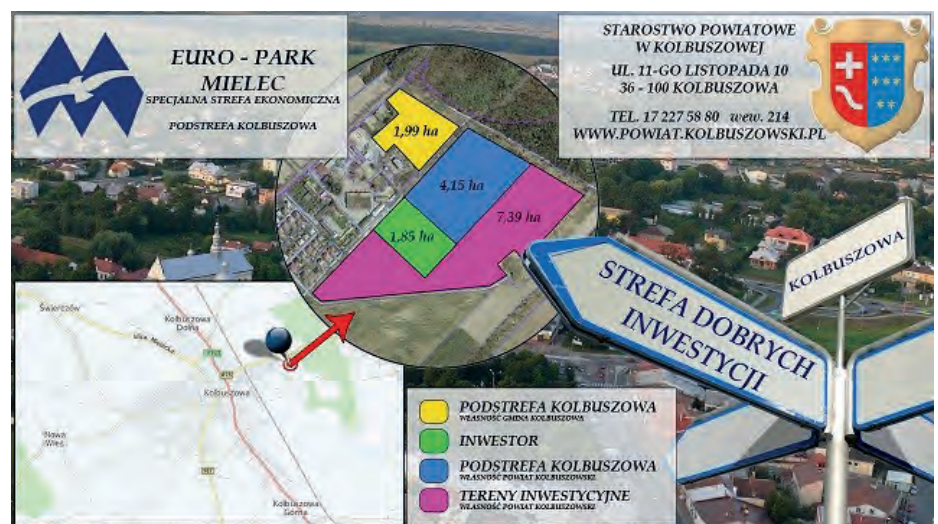 EURO - PARK
MIELEC
SPECJALNA STREFA EKONOMICZNA
PODSTREFA KOLBUSZOWA
STAROSTWO POWIATOWE
W KOLBUSZOWEJ
UL. 11-GO LISTOPADA 10
36 - 100 KOLBUSZOWA
TEL. 17 227 58 80 wew. 214
WWW.POWIAT.KOLBUSZOWSKI.PL
1,99 ha
4,15 ha
7,39 ha
1,85 ha
KOLBUSZOWA
STREFA DOBRYCH
INWESTYCJI
Świerczów
Kolbuszowa
Dolna
Kolbuszowa
Nowa
Wieś
Kolbuszowa
Górna
PODSTREFA KOLBUSZOWA
WŁASNOŚĆ GMINA KOLBUSZOWA
INWESTOR
PODSTREFA KOLBUSZOWA
WŁASNOŚĆ POWIAT KOLBUSZOWSKI
TERENY INWESTYCYJNE
WŁASNOŚĆ POWIAT KOLBUSZOWSKI